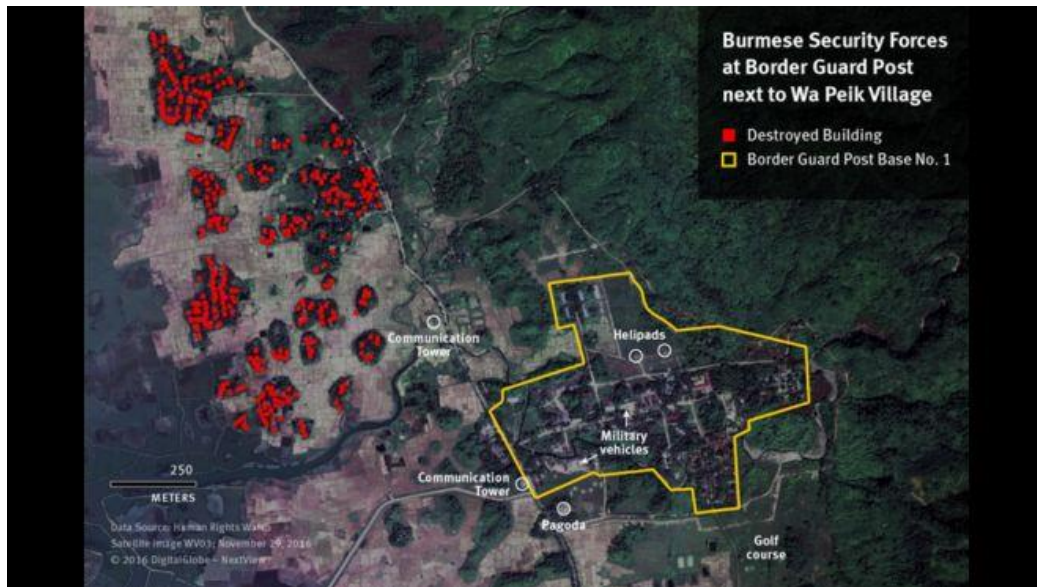 Burmese Security Forces
at Border Guard Post
next to Wa Peik Village
Destroyed Building
Border Guard Post Base No. 1
Helipads
Communication
Tower
Military
vehicles
Communication
Tower
Pagoda
Golf
course
250
METERS
Data Source: Human Rights Watch
Satellite Image WV03; November 29, 2016
© 2016 DigitalGlobe – NextView